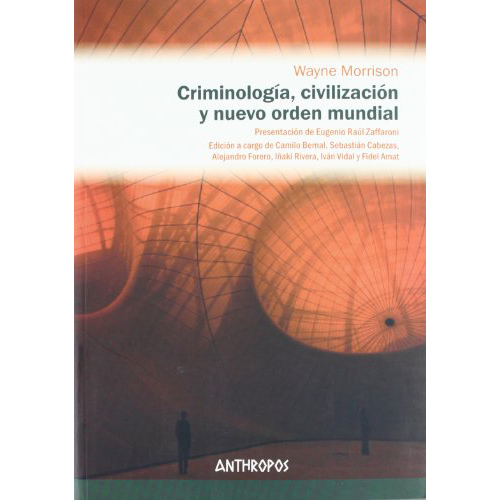 Wayne Morrison
Criminología, civilización
y nuevo orden mundial
Presentación de Eugenio Raúl Zaffaroni
Edición a cargo de Camilo Bernal, Sebastián Cabezas,
Alejandro Forero, Iñaki Rivera, Iván Vidal y Fidel Amat
ANTHROPOS